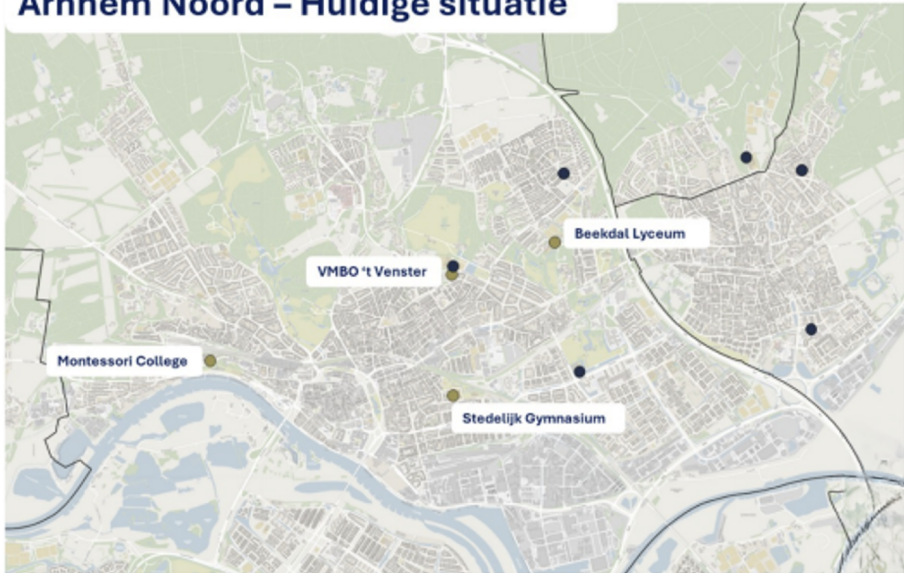 Arnhem Noord – Huidige situatie
Beekdal Lyceum
VMBO ‘t Venster
Montessori College
Stedelijk Gymnasium